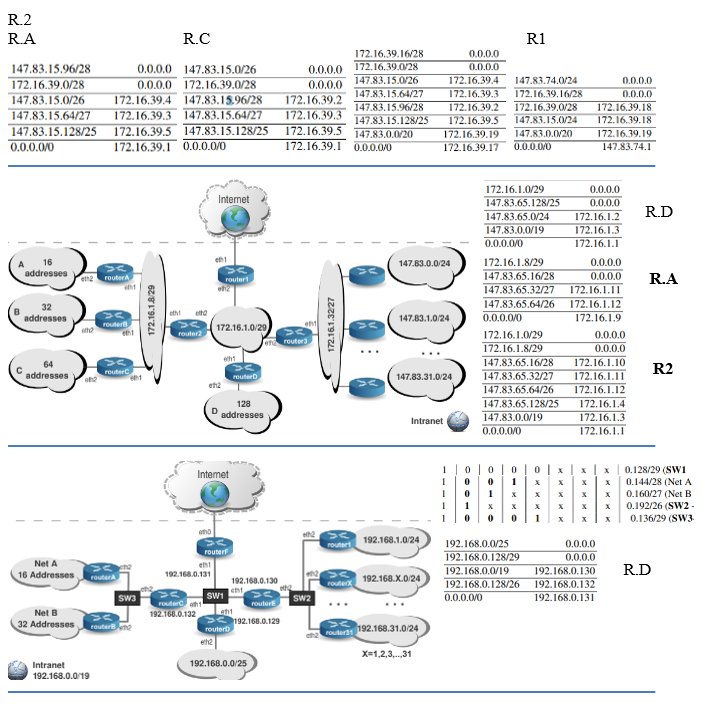 R.2
R.A
R.C
R1
147.83.15.96/28 0.0.0.0
172.16.39.0/28 0.0.0.0
147.83.15.0/26 172.16.39.4
147.83.15.64/27 172.16.39.3
147.83.15.128/25 172.16.39.5
0.0.0.0/0 172.16.39.1
147.83.15.0/26 0.0.0.0
172.16.39.0/28 0.0.0.0
147.83.15.96/28 172.16.39.2
147.83.15.64/27 172.16.39.3
147.83.15.128/25 172.16.39.5
0.0.0.0/0 172.16.39.1
172.16.39.16/28 0.0.0.0
172.16.39.0/28 0.0.0.0
147.83.15.0/26 172.16.39.4
147.83.15.64/27 172.16.39.3
147.83.15.96/28 172.16.39.2
147.83.15.128/25 172.16.39.5
147.83.0.0/20 172.16.39.19
0.0.0.0/0 172.16.39.17
147.83.74.0/24 0.0.0.0
172.16.39.16/28 0.0.0.0
172.16.39.0/28 172.16.39.18
147.83.15.0/24 172.16.39.18
147.83.0.0/20 172.16.39.19
0.0.0.0/0 147.83.74.1
Internet
eth1
router1
eth2
A 16
addresses
eth2
routerA
eth1
B 32
addresses
eth2
routerB
eth1
C 64
addresses
eth2
routerC
eth1
172.16.1.8/29
eth1
router2
eth2
172.16.1.0/29
eth2
router3
eth1
172.16.1.32/27
eth1
routerD
eth2
128
D addresses
147.83.0.0/24
147.83.1.0/24
147.83.31.0/24
Intranet
172.16.1.0/29 0.0.0.0
147.83.65.128/25 0.0.0.0
147.83.65.0/24 172.16.1.2
147.83.0.0/19 172.16.1.3
0.0.0.0/0 172.16.1.1
R.D
172.16.1.8/29 0.0.0.0
147.83.65.16/28 0.0.0.0
147.83.65.32/27 172.16.1.11
147.83.65.64/26 172.16.1.12
0.0.0.0/0 172.16.1.9
R.A
172.16.1.0/29 0.0.0.0
172.16.1.8/29 0.0.0.0
147.83.65.16/28 172.16.1.10
147.83.65.32/27 172.16.1.11
147.83.65.64/26 172.16.1.12
147.83.65.128/25 172.16.1.4
147.83.0.0/19 172.16.1.3
0.0.0.0/0 172.16.1.1
R2
Internet
eth0
routerF
eth1
192.168.0.131
Net A
16 Addresses
eth2
routerA
Net B
32 Addresses
routerB
eth2
SW3
eth2
routerC
eth1
192.168.0.132
SW1
192.168.0.130
eth1
routerE
eth2
eth1
192.168.0.129
routerD
eth2
192.168.0.0/25
SW2
eth2
router1
192.168.1.0/24
eth2
routerX
192.168.X.0/24
eth2
router31
192.168.31.0/24
X=1,2,3,...,31
Intranet
192.168.0.0/19
1 0 0 0 0 x x x 0.128/29 (SW1
1 0 0 1 x x x x 0.144/28 (Net A
1 0 1 x x x x x 0.160/27 (Net B
1 1 x x x x x x 0.192/26 (SW2 -
1 0 0 0 1 x x x 0.136/29 (SW3
192.168.0.0/25 0.0.0.0
192.168.0.128/29 0.0.0.0
192.168.0.0/19 192.168.0.130
192.168.0.128/26 192.168.0.132
0.0.0.0/0 192.168.0.131
R.D